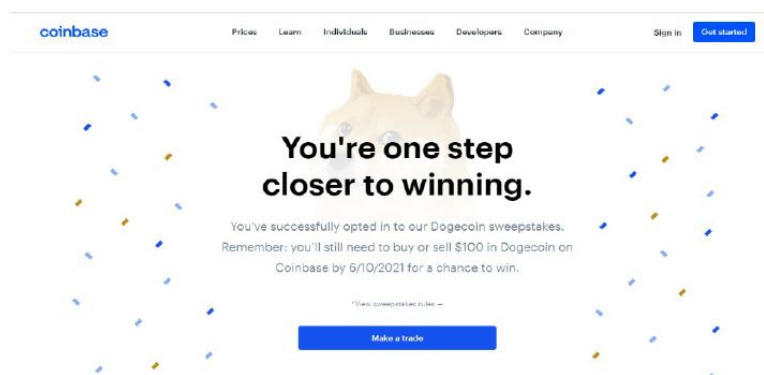 coinbase Prices Learn Individuals Businesses Developers Company Sign in Get started
You're one step
closer to winning.
You've successfully opted in to our Dogecoin sweepstakes.
Remember: you'll still need to buy or sell $100 in Dogecoin on
Coinbase by 6/10/2021 for a chance to win.
*View sweepstakes rules —
Make a trade